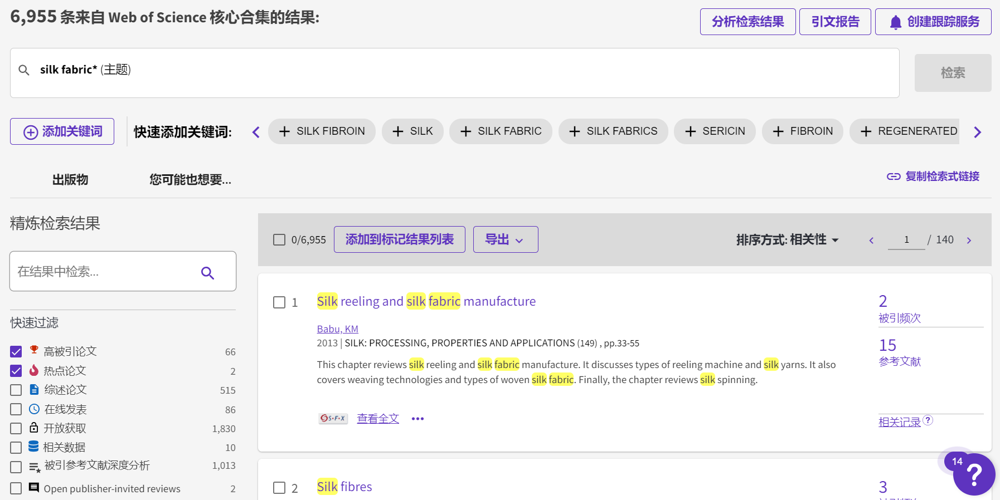 6,955 条来自 Web of Science 核心合集的结果:
分析检索结果
引文报告
创建跟踪服务
silk fabric* (主题)
检索
添加关键词
快速添加关键词:
SILK FIBROIN
SILK
SILK FABRIC
SILK FABRICS
SERICIN
FIBROIN
REGENERATED
出版物
您可能也想要...
复制检索式链接
精炼检索结果
在结果中检索...
快速过滤
高被引论文 66
热点论文 2
综述论文 515
在线发表 86
开放获取 1,830
相关数据 10
被引参考文献深度分析 1,013
Open publisher-invited reviews 2
0/6,955
添加到标记结果列表
导出
排序方式: 相关性
1 / 140
1
Silk reeling and silk fabric manufacture
Babu, KM
2013 | SILK: PROCESSING, PROPERTIES AND APPLICATIONS (149) , pp.33-55
This chapter reviews silk reeling and silk fabric manufacture. It discusses types of reeling machine and silk yarns. It also
covers weaving technologies and types of woven silk fabric. Finally, the chapter reviews silk spinning.
S·F·X
查看全文
2
被引频次
15
参考文献
相关记录
?
2
Silk fibres
3
14
?